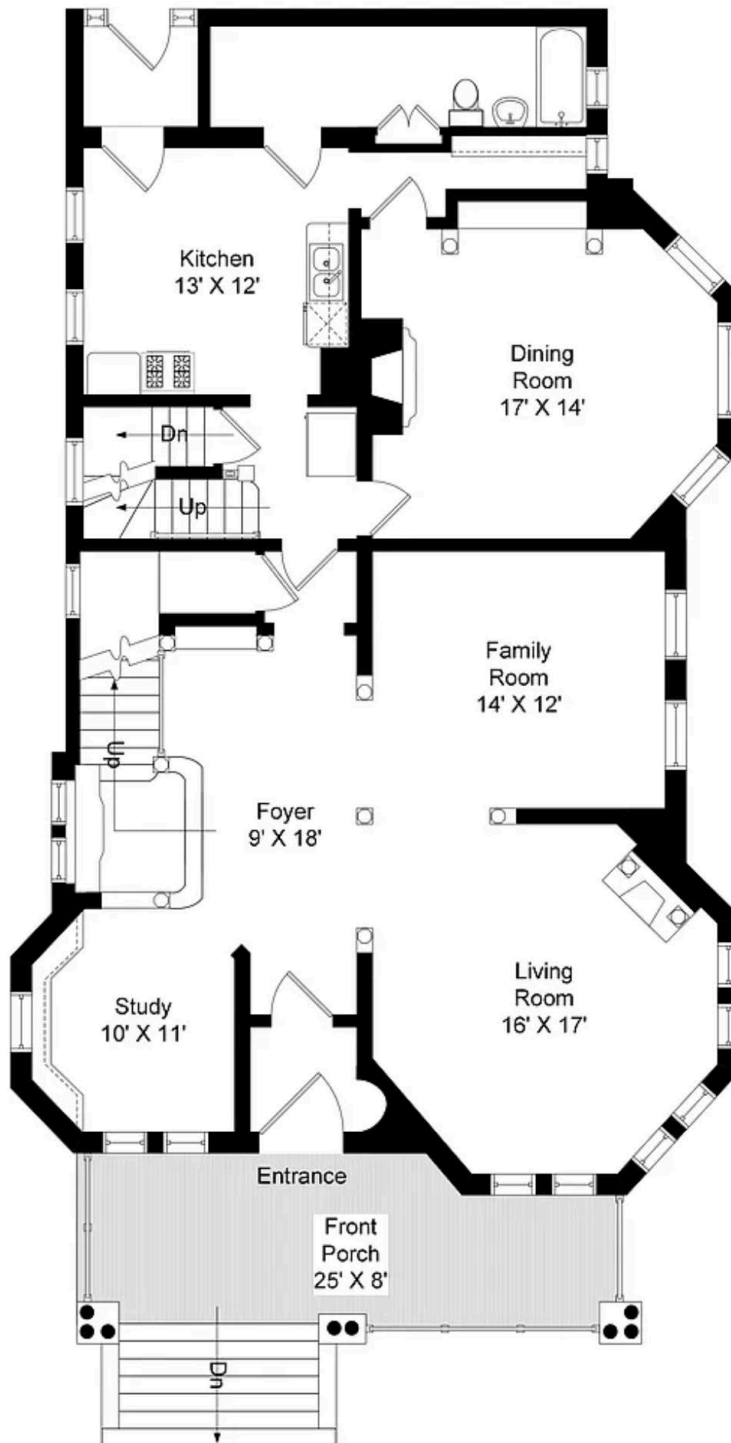 Kitchen
13' X 12'
Dining
Room
17' X 14'
Dn
Up
Family
Room
14' X 12'
Up
Foyer
9' X 18'
Living
Room
16' X 17'
Study
10' X 11'
Entrance
Front
Porch
25' X 8'
Dn